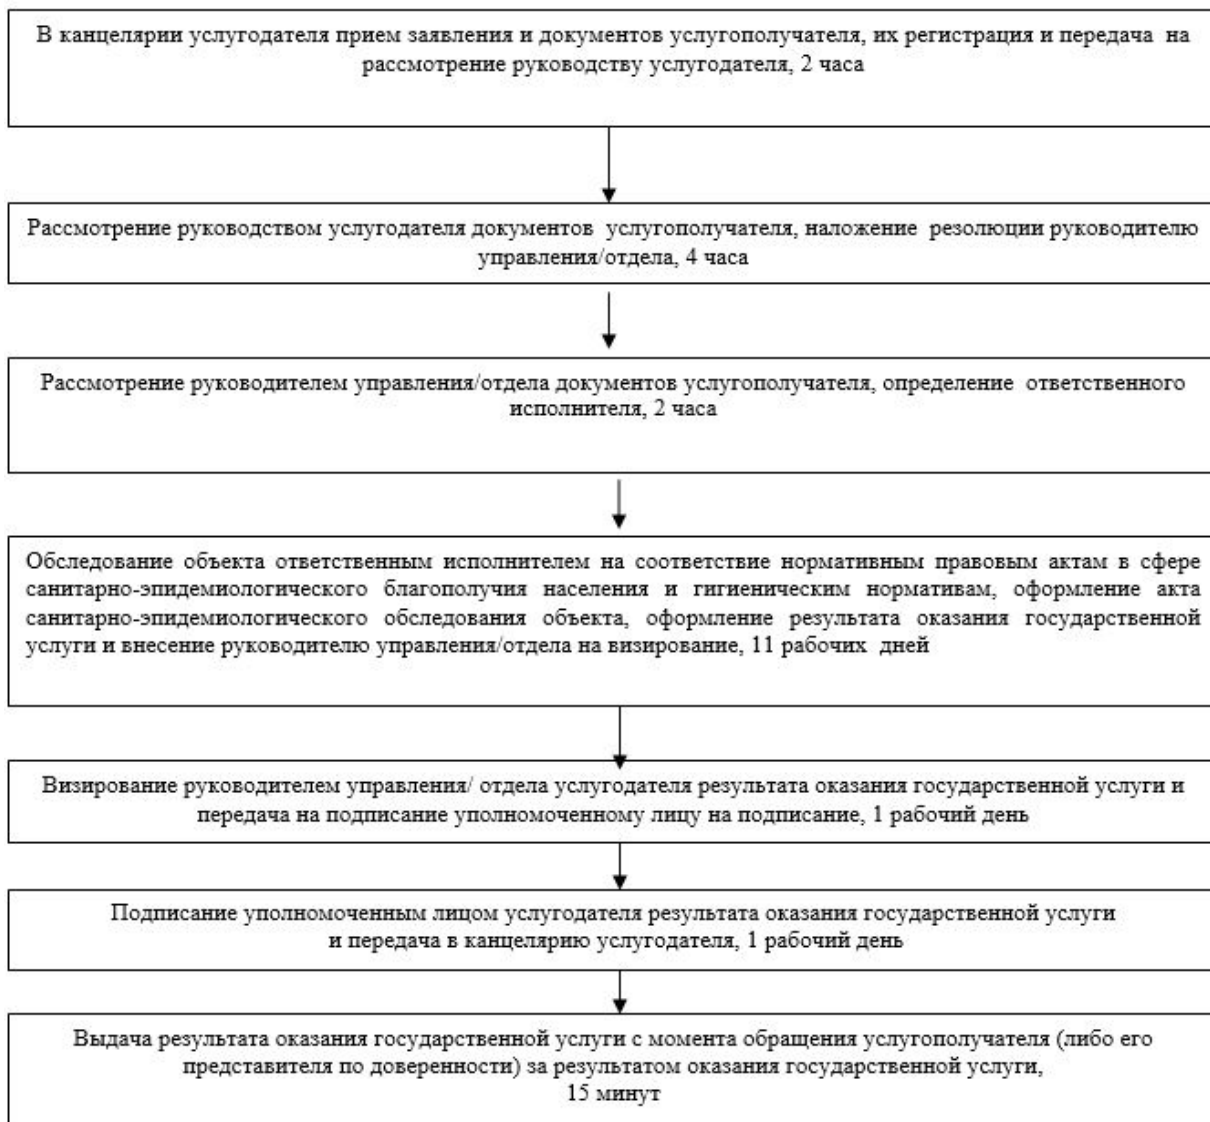 В канцелярии услугодателя прием заявления и документов услугополучателя, их регистрация и передача на
рассмотрение руководству услугодателя, 2 часа
Рассмотрение руководством услугодателя документов услугополучателя, наложение резолюции руководителю
управления/отдела, 4 часа
Рассмотрение руководителем управления/отдела документов услугополучателя, определение ответственного
исполнителя, 2 часа
Обследование объекта ответственным исполнителем на соответствие нормативным правовым актам в сфере
санитарно-эпидемиологического благополучия населения и гигиеническим нормативам, оформление акта
санитарно-эпидемиологического обследования объекта, оформление результата оказания государственной
услуги и внесение руководителю управления/отдела на визирование, 11 рабочих дней
Визирование руководителем управления/ отдела услугодателя результата оказания государственной услуги и
передача на подписание уполномоченному лицу на подписание, 1 рабочий день
Подписание уполномоченным лицом услугодателя результата оказания государственной услуги
и передача в канцелярию услугодателя, 1 рабочий день
Выдача результата оказания государственной услуги с момента обращения услугополучателя (либо его
представителя по доверенности) за результатом оказания государственной услуги,
15 минут